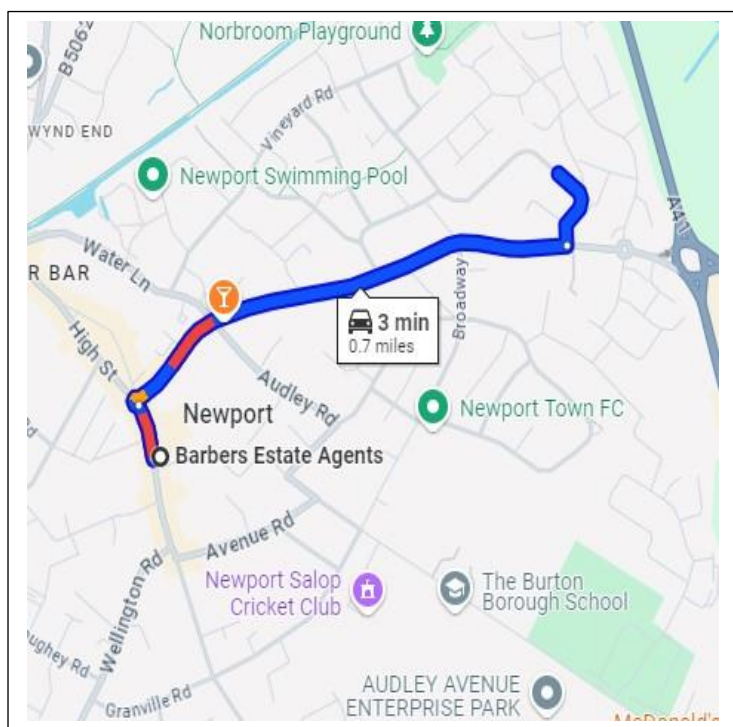 Norbroom Playground
B5062
WYND END
Vineyard Rd
Newport Swimming Pool
A41
Water Ln
R BAR
Broadway
3 min
0.7 miles
High St
Audley Rd
Newport
Newport Town FC
Barbers Estate Agents
Avenue Rd
Wellington Rd
Newport Salop
Cricket Club
The Burton
Borough School
ughey Rd
Granville Rd
AUDLEY AVENUE
ENTERPRISE PARK
McDonald's